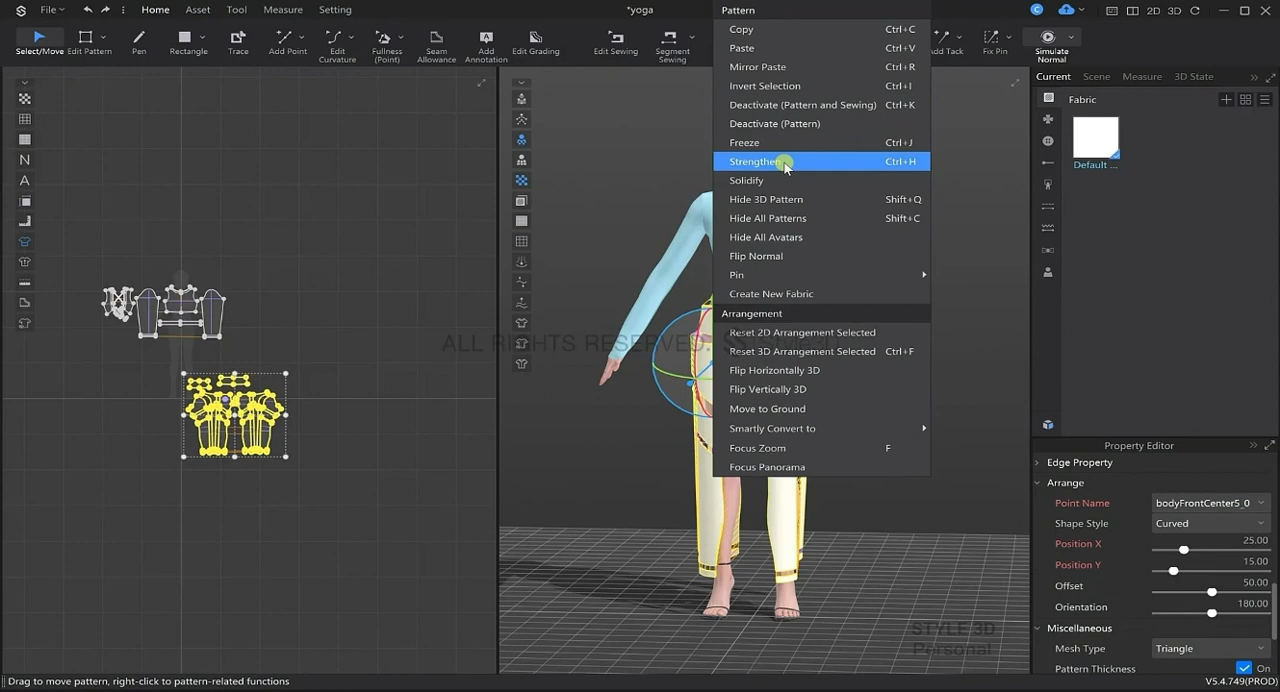 File
Home
Asset
Tool
Measure
Setting
*yoga
C
2D
3D
Select/Move
Edit Pattern
Pen
Rectangle
Trace
Add Point
Edit
Curvature
Fullness
(Point)
Seam
Allowance
Add
Annotation
Edit Grading
Edit Sewing
Segment
Sewing
Add Tack
Fix Pin
Simulate
Normal
Pattern
Copy Ctrl+C
Paste Ctrl+V
Mirror Paste Ctrl+R
Invert Selection Ctrl+I
Deactivate (Pattern and Sewing) Ctrl+K
Deactivate (Pattern)
Freeze Ctrl+J
Strengthen Ctrl+H
Solidify
Hide 3D Pattern Shift+Q
Hide All Patterns Shift+C
Hide All Avatars
Flip Normal
Pin
Create New Fabric
Arrangement
Reset 2D Arrangement Selected
Reset 3D Arrangement Selected Ctrl+F
Flip Horizontally 3D
Flip Vertically 3D
Move to Ground
Smartly Convert to
Focus Zoom F
Focus Panorama
ALL RIGHTS RESERVED.
STYLE 3D
Personal
Current
Scene
Measure
3D State
Fabric
Default ...
Property Editor
Edge Property
Arrange
Point Name bodyFrontCenter5_0
Shape Style Curved
Position X 25.00
Position Y 15.00
Offset 50.00
Orientation 180.00
Miscellaneous
Mesh Type Triangle
Pattern Thickness On
Drag to move pattern, right-click to pattern-related functions
V5.4.749(PROD)